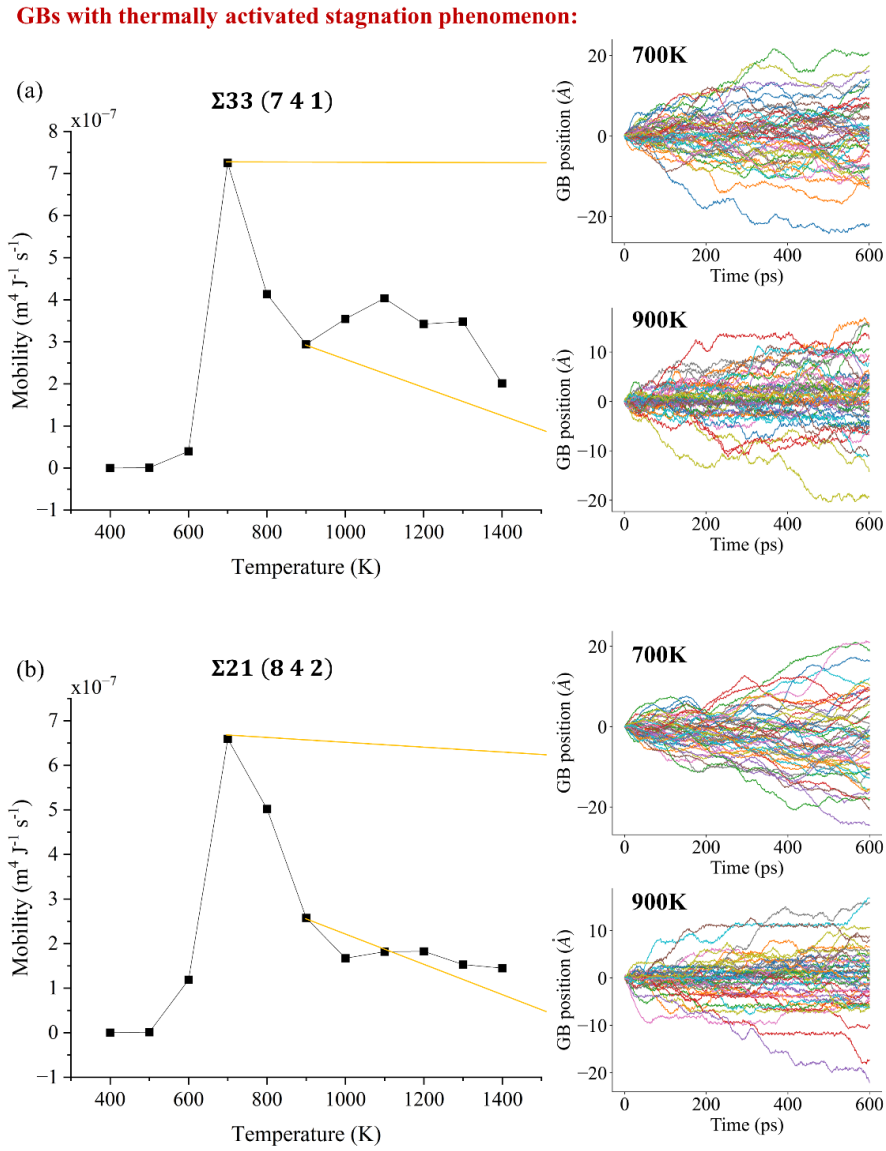 GBs with thermally activated stagnation phenomenon:
(a)
x10⁻⁷
Σ33 (7 4 1)
8
7
6
5
4
3
2
1
0
−1
Mobility (m⁴ J⁻¹ s⁻¹)
400 600 800 1000 1200 1400
Temperature (K)
700K
20
0
−20
GB position (Å)
0 200 400 600
Time (ps)
900K
10
0
−10
−20
GB position (Å)
0 200 400 600
Time (ps)
(b)
x10⁻⁷
Σ21 (8 4 2)
7
6
5
4
3
2
1
0
−1
Mobility (m⁴ J⁻¹ s⁻¹)
400 600 800 1000 1200 1400
Temperature (K)
700K
20
0
−20
GB position (Å)
0 200 400 600
Time (ps)
900K
10
0
−10
−20
GB position (Å)
0 200 400 600
Time (ps)